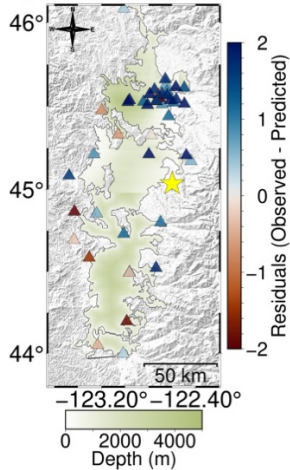 46°
N
W
E
S
45°
44°
50 km
−123.20° −122.40°
0 2000 4000
Depth (m)
2
1
0
−1
−2
Residuals (Observed - Predicted)